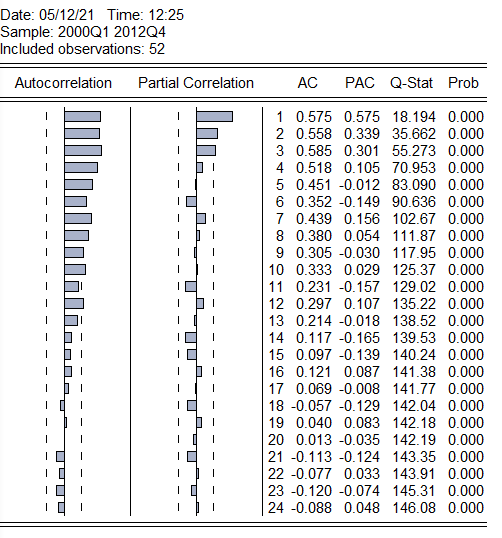 Date: 05/12/21 Time: 12:25
Sample: 2000Q1 2012Q4
Included observations: 52
Autocorrelation Partial Correlation AC PAC Q-Stat Prob
1 0.575 0.575 18.194 0.000
2 0.558 0.339 35.662 0.000
3 0.585 0.301 55.273 0.000
4 0.518 0.105 70.953 0.000
5 0.451 -0.012 83.090 0.000
6 0.352 -0.149 90.636 0.000
7 0.439 0.156 102.67 0.000
8 0.380 0.054 111.87 0.000
9 0.305 -0.030 117.95 0.000
10 0.333 0.029 125.37 0.000
11 0.231 -0.157 129.02 0.000
12 0.297 0.107 135.22 0.000
13 0.214 -0.018 138.52 0.000
14 0.117 -0.165 139.53 0.000
15 0.097 -0.139 140.24 0.000
16 0.121 0.087 141.38 0.000
17 0.069 -0.008 141.77 0.000
18 -0.057 -0.129 142.04 0.000
19 0.040 0.083 142.18 0.000
20 0.013 -0.035 142.19 0.000
21 -0.113 -0.124 143.35 0.000
22 -0.077 0.033 143.91 0.000
23 -0.120 -0.074 145.31 0.000
24 -0.088 0.048 146.08 0.000